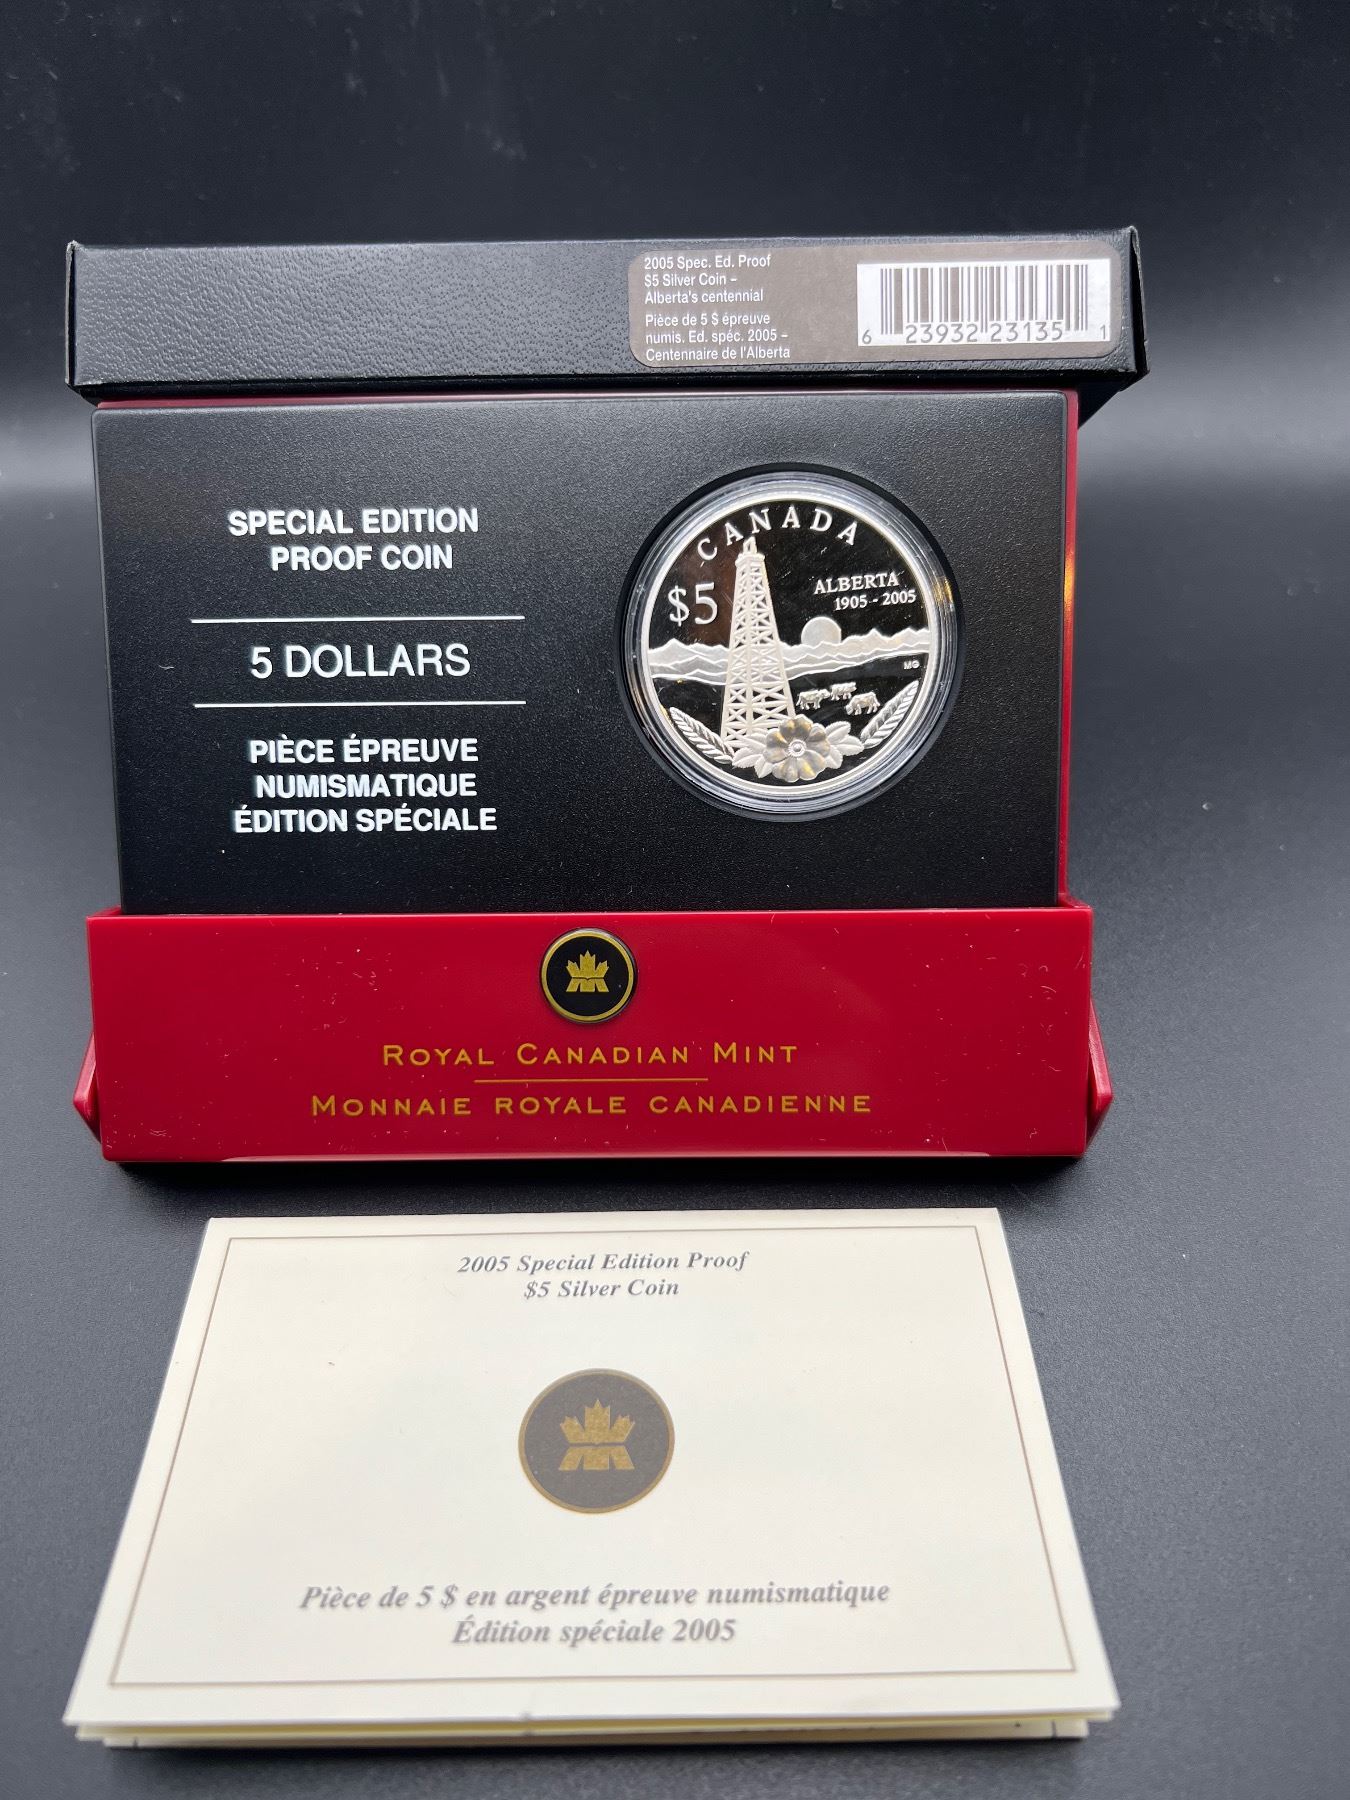 2005 Spec. Ed. Proof
$5 Silver Coin –
Alberta's centennial
Pièce de 5 $ épreuve
numis. Ed. spéc. 2005 –
Centennaire de l'Alberta
6 23932 23135 1
SPECIAL EDITION
PROOF COIN
5 DOLLARS
PIÈCE ÉPREUVE
NUMISMATIQUE
ÉDITION SPÉCIALE
CANADA
$5
ALBERTA
1905 - 2005
MG
ROYAL CANADIAN MINT
MONNAIE ROYALE CANADIENNE
2005 Special Edition Proof
$5 Silver Coin
Pièce de 5 $ en argent épreuve numismatique
Édition spéciale 2005